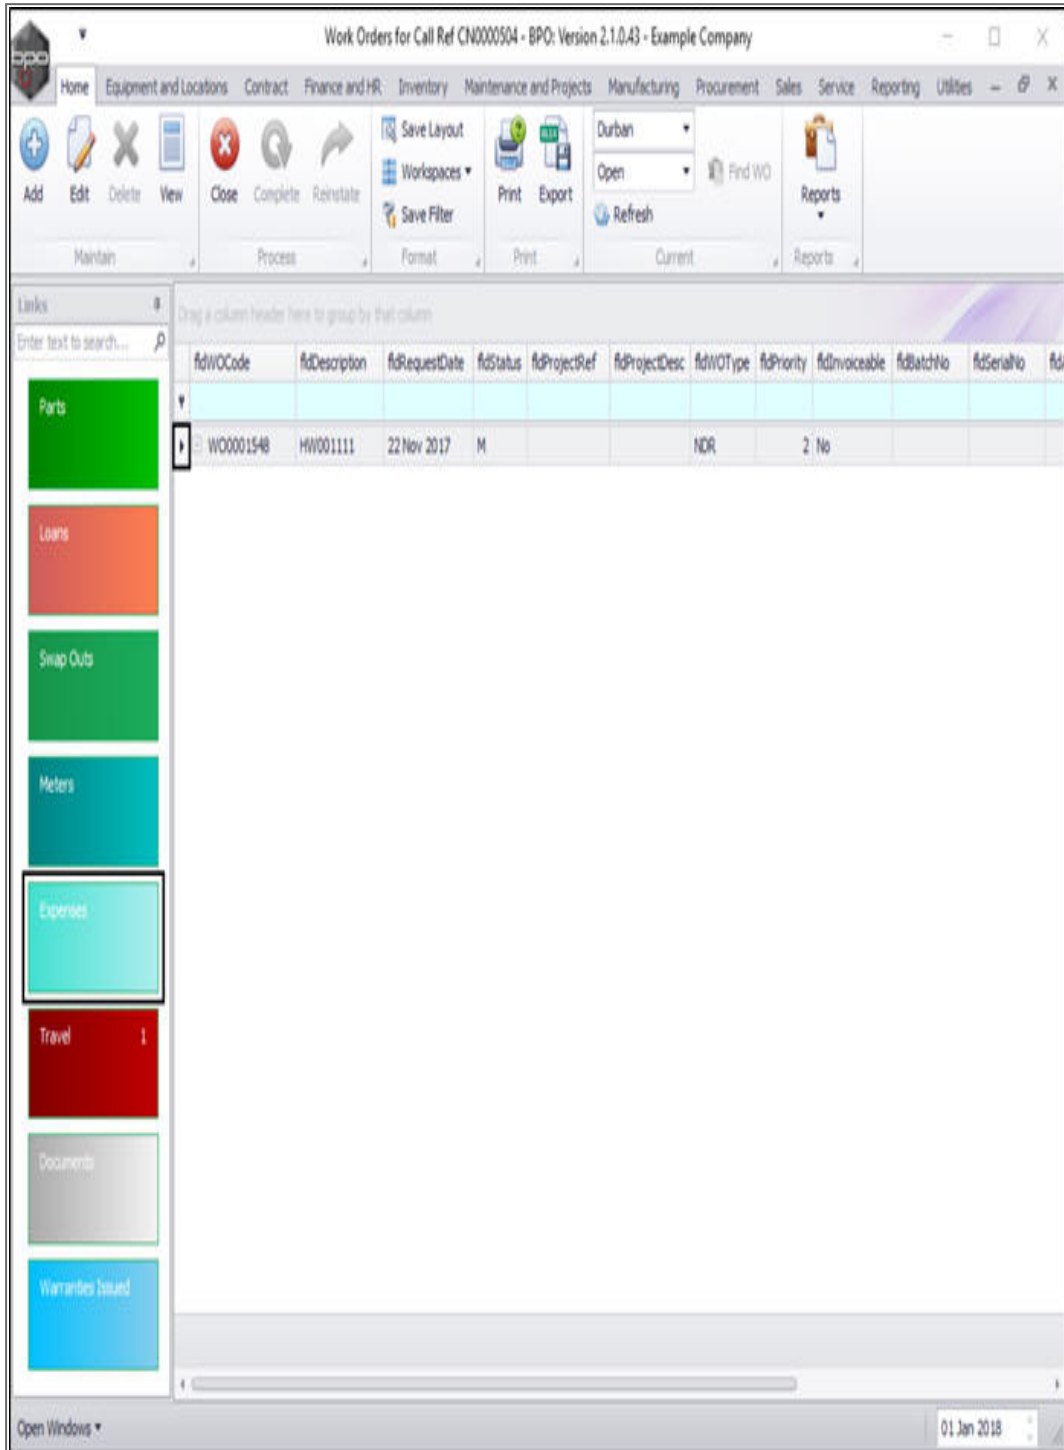 Work Orders for Call Ref CN0000504 - BPO: Version 2.1.0.43 - Example Company
bpo
Home Equipment and Locations Contract Finance and HR Inventory Maintenance and Projects Manufacturing Procurement Sales Service Reporting Utilities
Add Edit Delete View Close Complete Reinstate Save Layout Workspaces Save Filter Print Export Durban Open Refresh Find WO Reports
Maintain Process Format Print Current Reports
Links
Enter text to search...
Drag a column header here to group by that column
fldWOCode fldDescription fldRequestDate fldStatus fldProjectRef fldProjectDesc fldWOType fldPriority fldInvoiceable fldBatchNo fldSerialNo
WO0001548 HW001111 22 Nov 2017 M NDR 2 No
Parts
Loans
Swap Outs
Meters
Expenses
Travel 1
Documents
Warranties Issued
Open Windows 01 Jan 2018